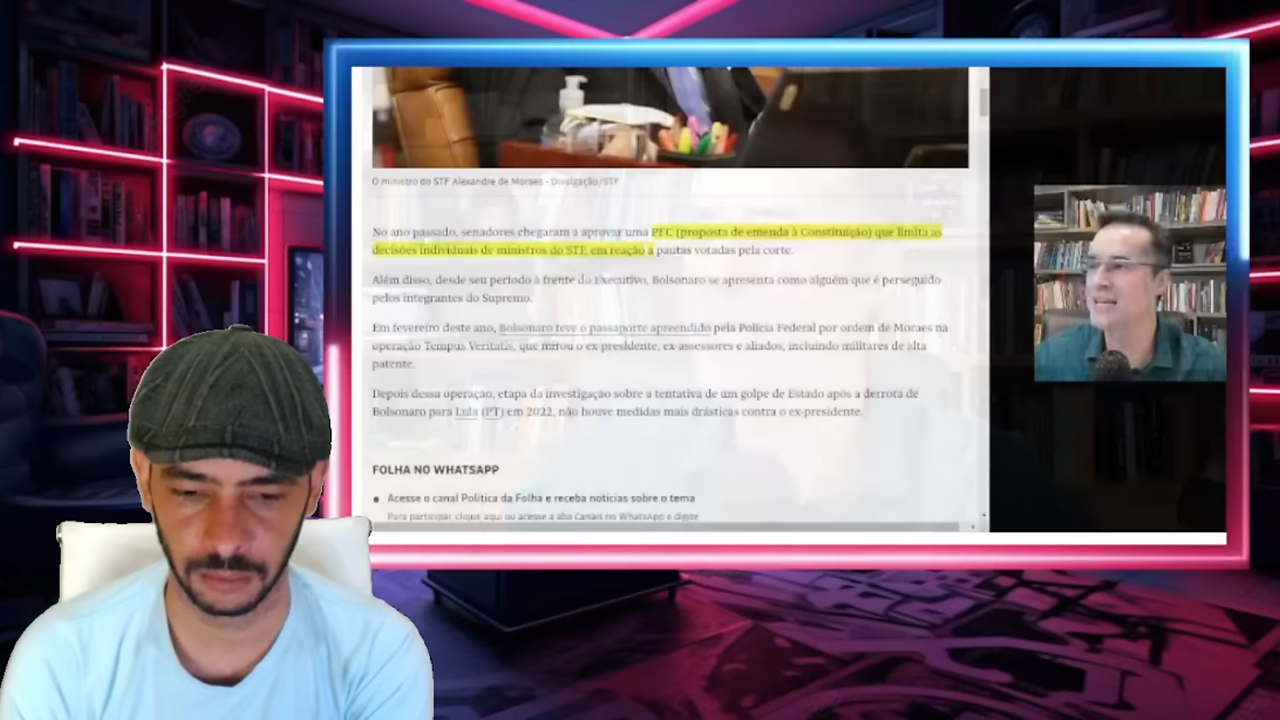 O ministro do STF Alexandre de Moraes - Divulgação/STF
No ano passado, senadores chegaram a aprovar uma PEC (proposta de emenda à Constituição) que limita as
decisões individuais de ministros do STF, em reação a pautas votadas pela corte.
Além disso, desde seu período à frente do Executivo, Bolsonaro se apresenta como alguém que é perseguido
pelos integrantes do Supremo.
Em fevereiro deste ano, Bolsonaro teve o passaporte apreendido pela Polícia Federal por ordem de Moraes na
operação Tempus Veritatis, que mirou o ex-presidente, ex-assessores e aliados, incluindo militares de alta
patente.
Depois dessa operação, etapa da investigação sobre a tentativa de um golpe de Estado após a derrota de
Bolsonaro para Lula (PT) em 2022, não houve medidas mais drásticas contra o ex-presidente.
FOLHA NO WHATSAPP
Acesse o canal Política da Folha e receba notícias sobre o tema
Para participar, clique aqui ou acesse a aba Canais no WhatsApp e digite